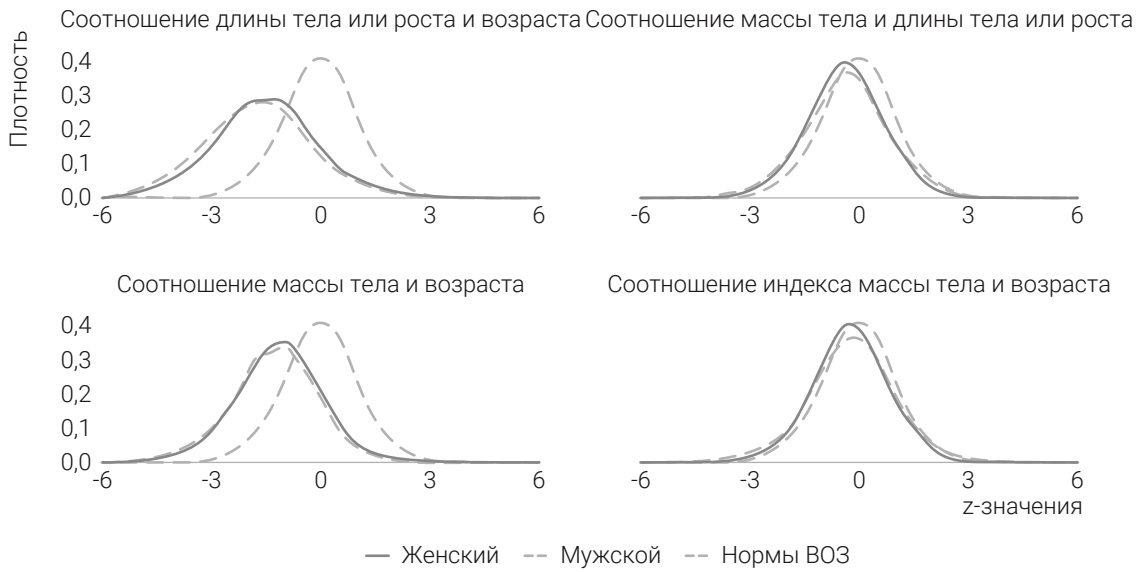 Соотношение длины тела или роста и возраста
Соотношение массы тела и длины тела или роста
Плотность
0,4
0,3
0,2
0,1
0,0
-6 -3 0 3 6
-6 -3 0 3 6
Соотношение массы тела и возраста
Соотношение индекса массы тела и возраста
0,4
0,3
0,2
0,1
0,0
-6 -3 0 3 6
-6 -3 0 3 6
z-значения
Женский Мужской Нормы ВОЗ